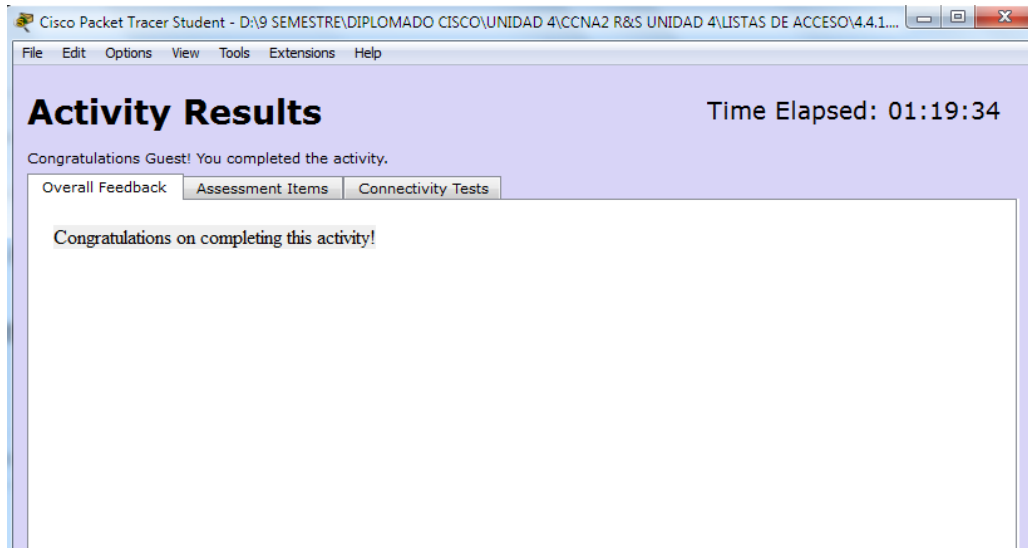 Cisco Packet Tracer Student - D:\9 SEMESTRE\DIPLOMADO CISCO\UNIDAD 4\CCNA2 R&S UNIDAD 4\LISTAS DE ACCESO\4.4.1....
File Edit Options View Tools Extensions Help
Activity Results
Time Elapsed: 01:19:34
Congratulations Guest! You completed the activity.
Overall Feedback Assessment Items Connectivity Tests
Congratulations on completing this activity!